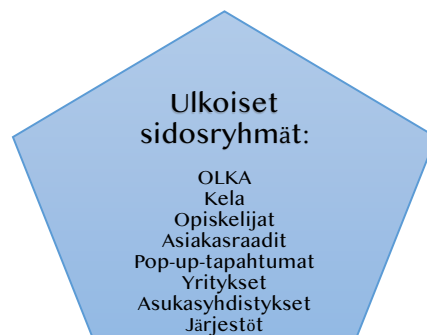 Ulkoiset
sidosryhmät:
OLKA
Kela
Opiskelijat
Asiakasraadit
Pop-up-tapahtumat
Yritykset
Asukasyhdistykset
Järjestöt